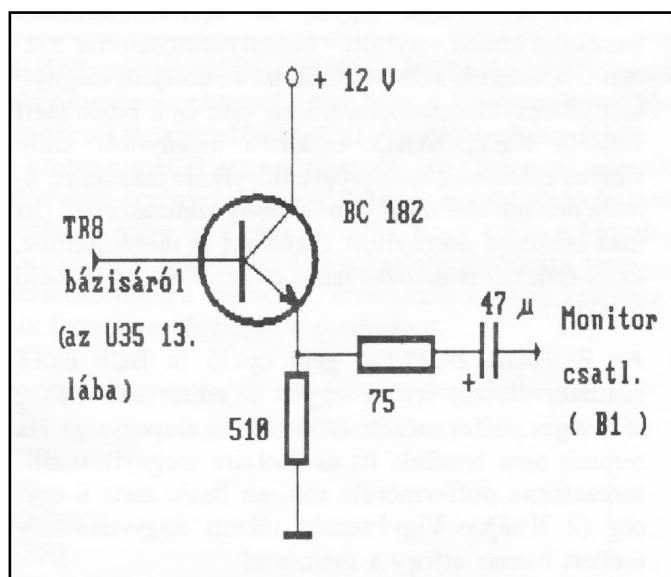 + 12 V
BC 182
TR8
bázisáról
(az U35 13.
lába)
47 µ
+
75
510
Monitor
csatl.
( B1 )